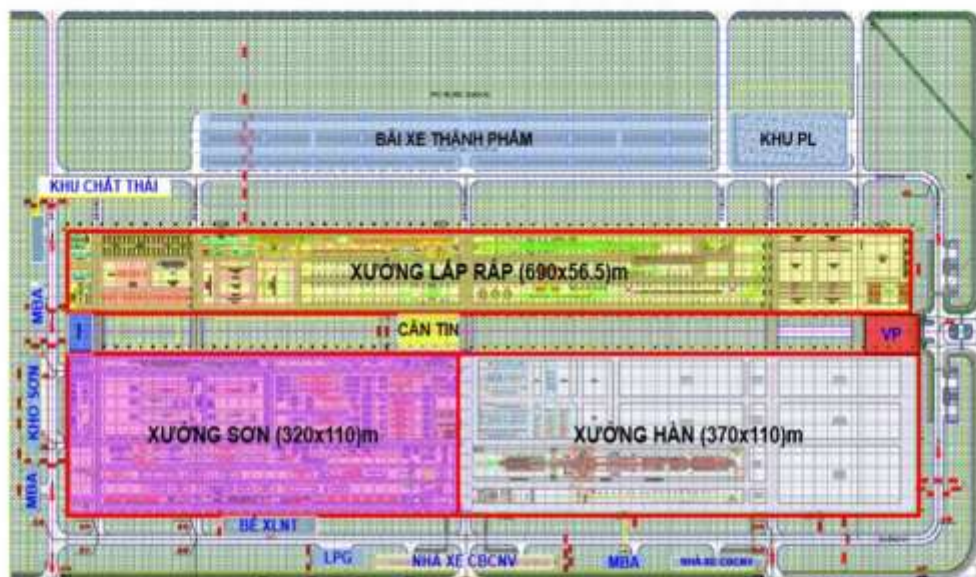 BÃI XE THÀNH PHẨM
KHU PL
KHU CHẤT THẢI
XƯỞNG LẮP RÁP (690x56.5)m
MBA
CĂN TIN
VP
KHO SƠN
XƯỞNG SƠN (320x110)m
XƯỞNG HÀN (370x110)m
MBA
BỂ XLNT
LPG
NHÀ XE CBCNV
MBA
NHÀ XE CBCNV